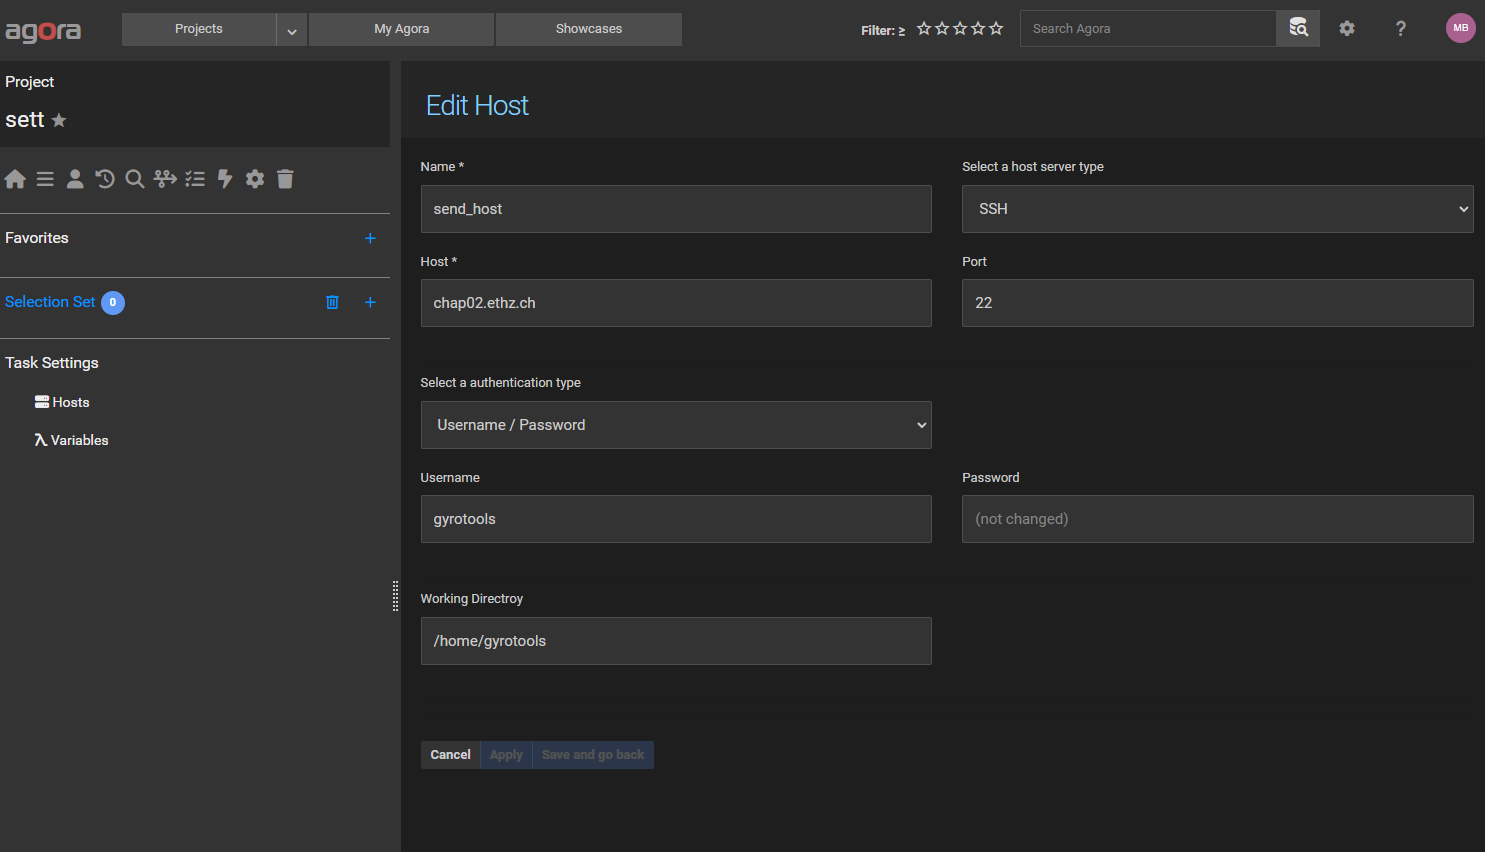 agora
Projects
My Agora
Showcases
Filter: ≥
Search Agora
?
MB
Project
sett
Favorites
Selection Set 0
Task Settings
Hosts
Variables
Edit Host
Name *
Select a host server type
send_host
SSH
Host *
Port
chap02.ethz.ch
22
Select a authentication type
Username / Password
Username
Password
gyrotools
(not changed)
Working Directroy
/home/gyrotools
Cancel
Apply
Save and go back